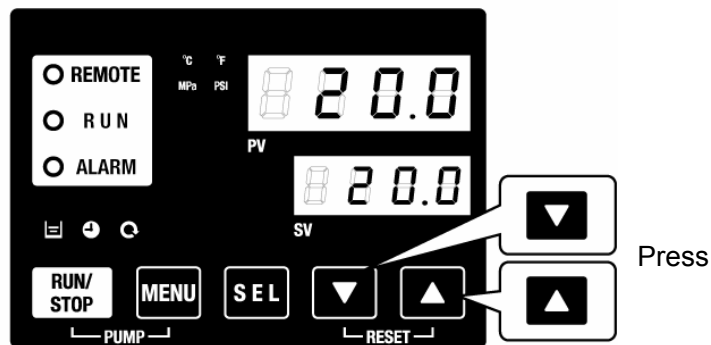 REMOTE
RUN
ALARM
°C °F
MPa PSI
20.0
PV
20.0
SV
RUN/
STOP
MENU
SEL
PUMP
RESET
Press